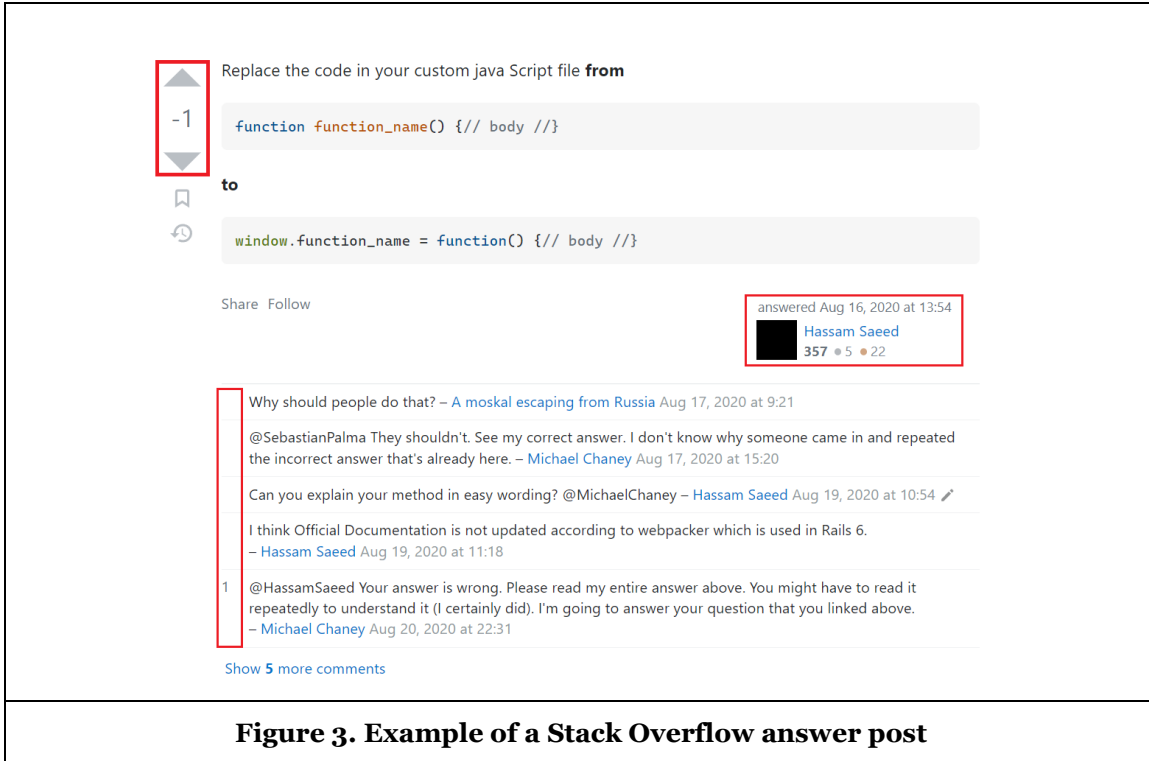 Replace the code in your custom java Script file from
-1
function function_name() {// body //}
to
window.function_name = function() {// body //}
Share Follow
answered Aug 16, 2020 at 13:54
Hassam Saeed
357 ● 5 ● 22
Why should people do that? – A moskal escaping from Russia Aug 17, 2020 at 9:21
@SebastianPalma They shouldn't. See my correct answer. I don't know why someone came in and repeated
the incorrect answer that's already here. – Michael Chaney Aug 17, 2020 at 15:20
Can you explain your method in easy wording? @MichaelChaney – Hassam Saeed Aug 19, 2020 at 10:54
I think Official Documentation is not updated according to webpacker which is used in Rails 6.
– Hassam Saeed Aug 19, 2020 at 11:18
1 @HassamSaeed Your answer is wrong. Please read my entire answer above. You might have to read it
repeatedly to understand it (I certainly did). I'm going to answer your question that you linked above.
– Michael Chaney Aug 20, 2020 at 22:31
Show 5 more comments
Figure 3. Example of a Stack Overflow answer post